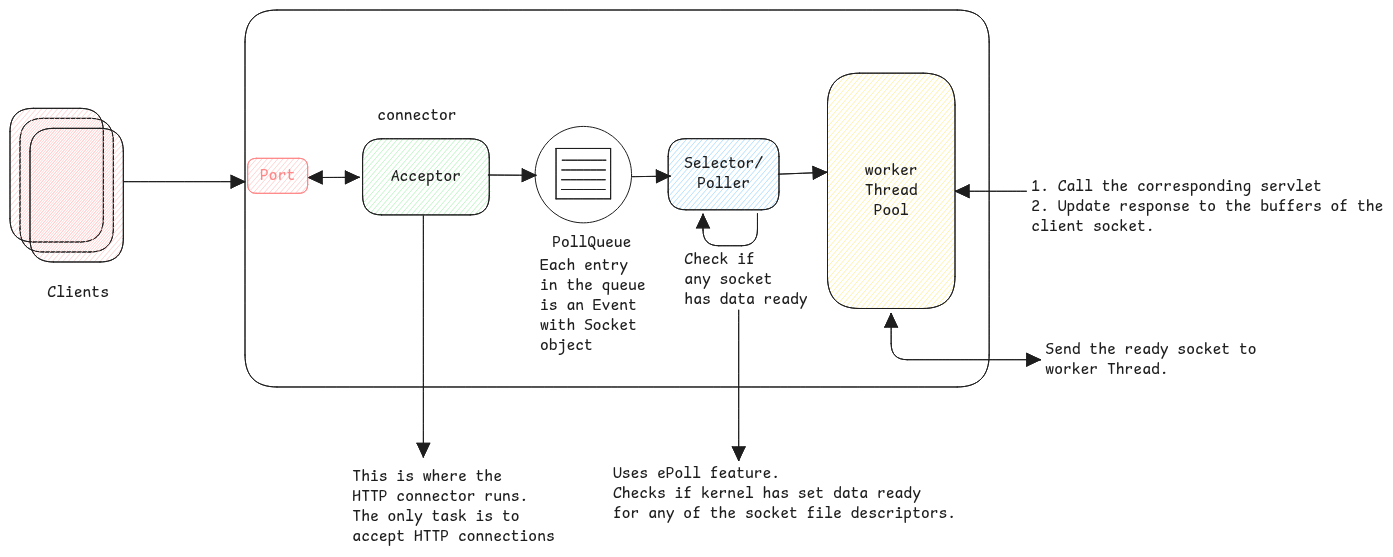 connector
Port
Acceptor
Selector/
Poller
worker
Thread
Pool
1. Call the corresponding servlet
2. Update response to the buffers of the
client socket.
PollQueue
Each entry
in the queue
is an Event
with Socket
object
Check if
any socket
has data ready
Clients
Send the ready socket to
worker Thread.
This is where the
HTTP connector runs.
The only task is to
accept HTTP connections
Uses ePoll feature.
Checks if kernel has set data ready
for any of the socket file descriptors.